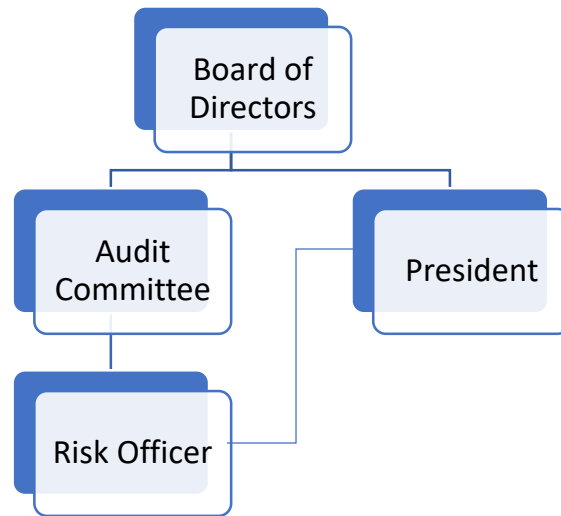 Board of
Directors
Audit
Committee
President
Risk Officer